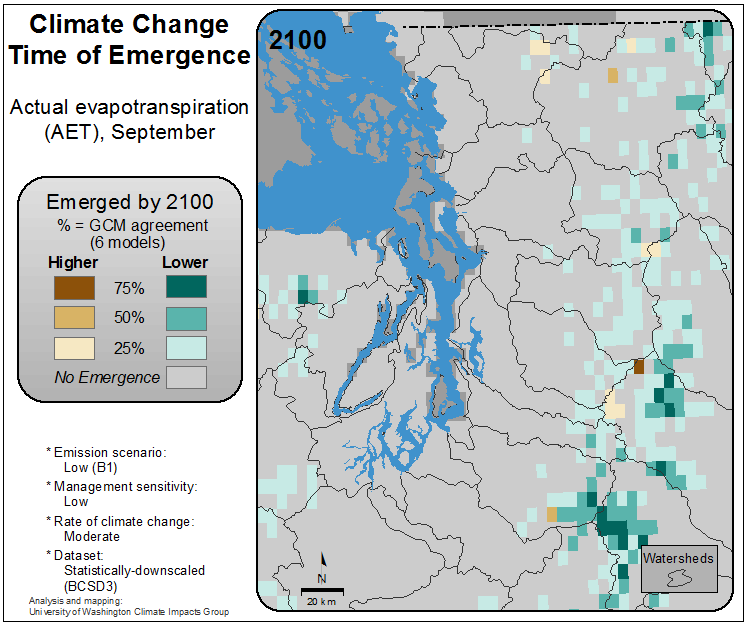 Climate Change
Time of Emergence
Actual evapotranspiration
(AET), September
Emerged by 2100
% = GCM agreement
(6 models)
Higher Lower
75%
50%
25%
No Emergence
* Emission scenario:
Low (B1)
* Management sensitivity:
Low
* Rate of climate change:
Moderate
* Dataset:
Statistically-downscaled
(BCSD3)
Analysis and mapping:
University of Washington Climate Impacts Group
2100
N
20 km
Watersheds